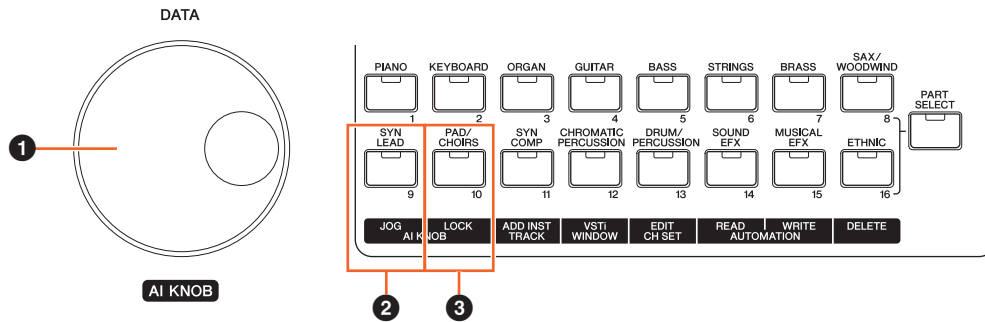 DATA
1
AI KNOB
PIANO KEYBOARD ORGAN GUITAR BASS STRINGS BRASS SAX/
WOODWIND
1 2 3 4 5 6 7 8
PART
SELECT
SYN
LEAD
PAD/
CHOIRS
SYN
COMP
CHROMATIC
PERCUSSION
DRUM/
PERCUSSION
SOUND
EFX
MUSICAL
EFX
ETHNIC
9 10 11 12 13 14 15 16
JOG LOCK
AI KNOB
ADD INST
TRACK
VSTi
WINDOW
EDIT
CH SET
READ WRITE
AUTOMATION
DELETE
2 3